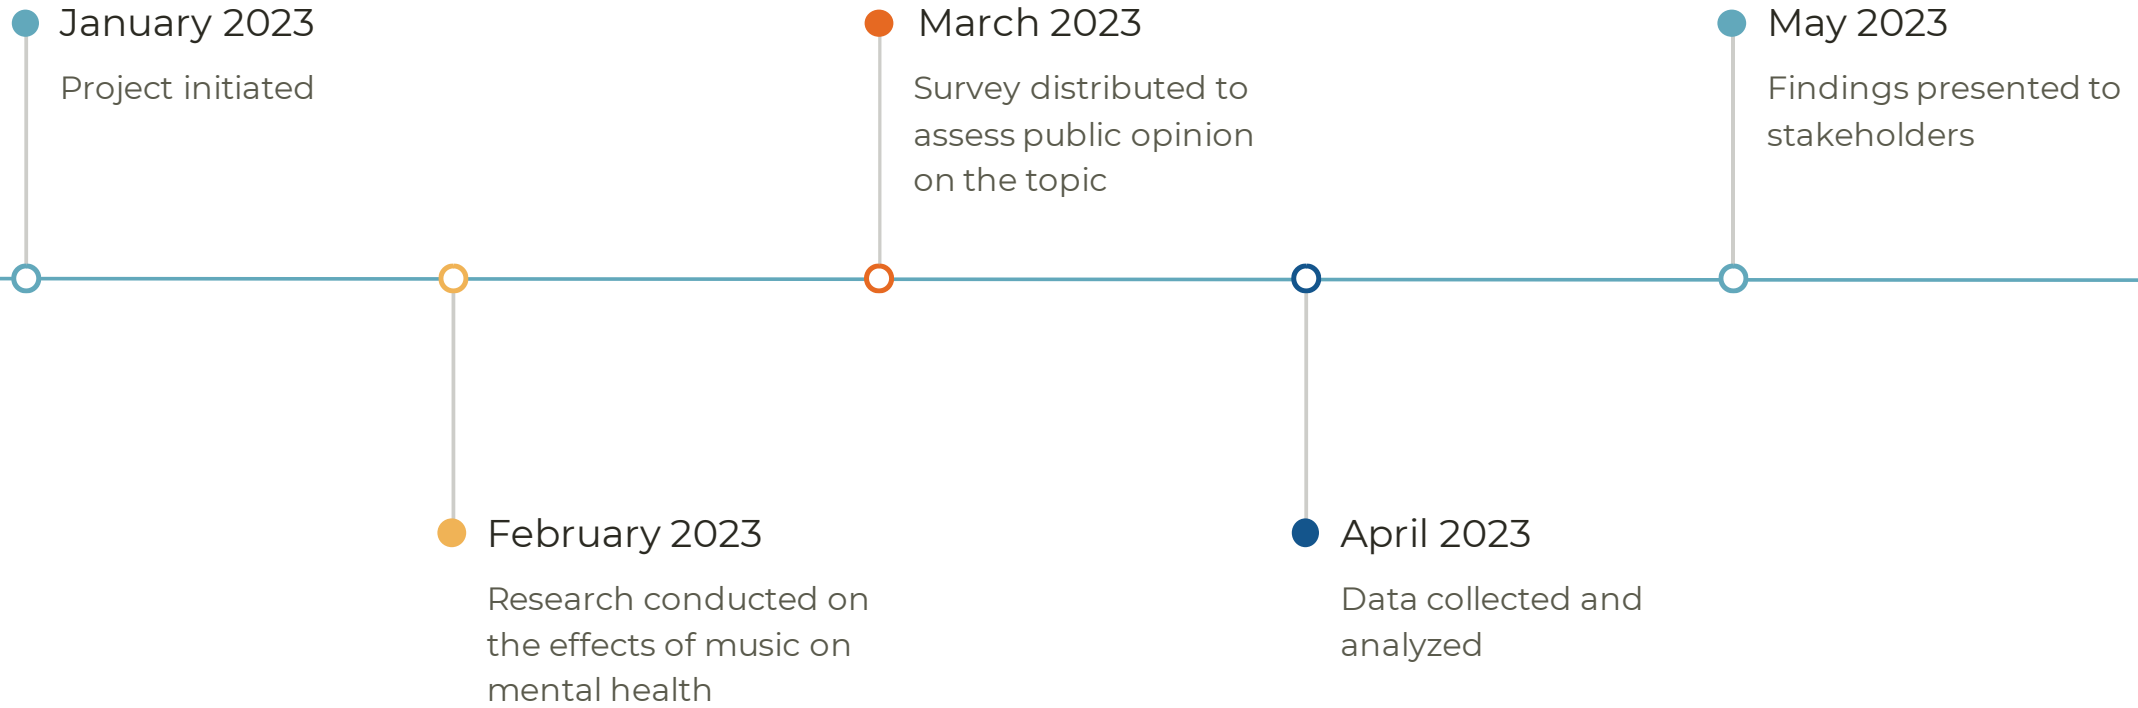 January 2023
Project initiated
March 2023
Survey distributed to
assess public opinion
on the topic
May 2023
Findings presented to
stakeholders
February 2023
Research conducted on
the effects of music on
mental health
April 2023
Data collected and
analyzed